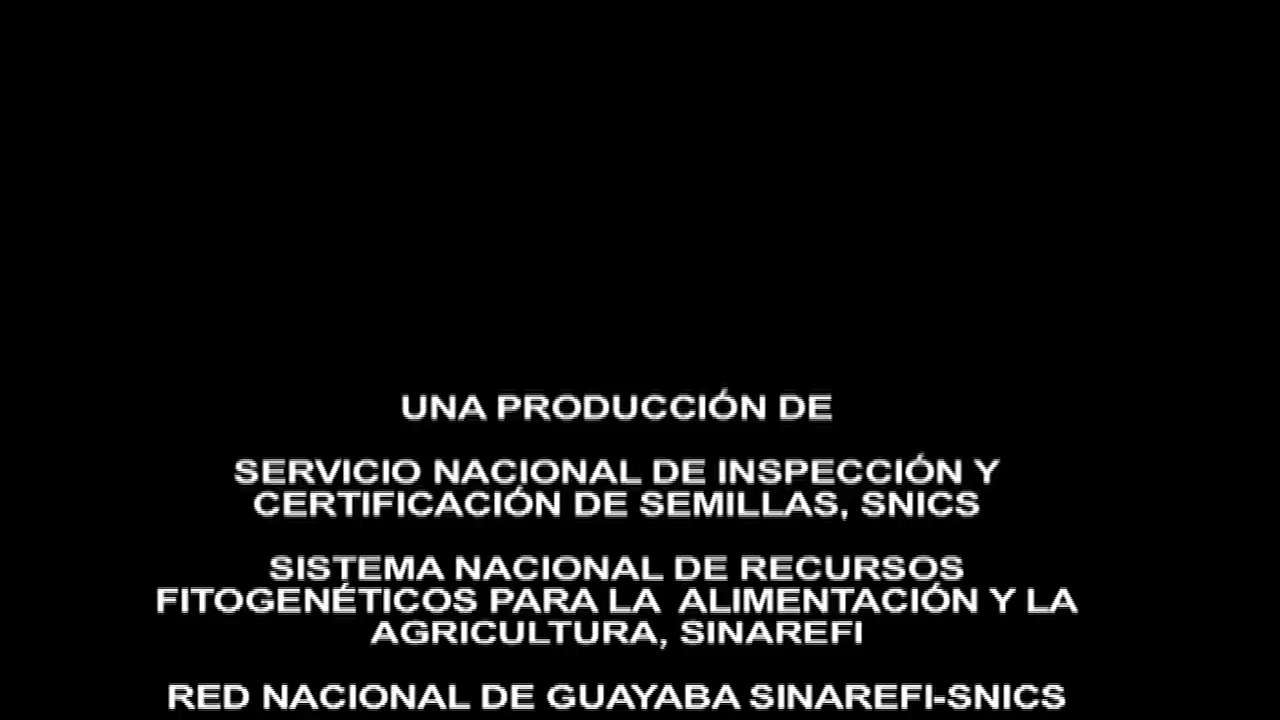 UNA PRODUCCIÓN DE
SERVICIO NACIONAL DE INSPECCIÓN Y
CERTIFICACIÓN DE SEMILLAS, SNICS
SISTEMA NACIONAL DE RECURSOS
FITOGENÉTICOS PARA LA ALIMENTACIÓN Y LA
AGRICULTURA, SINAREFI
RED NACIONAL DE GUAYABA SINAREFI-SNICS